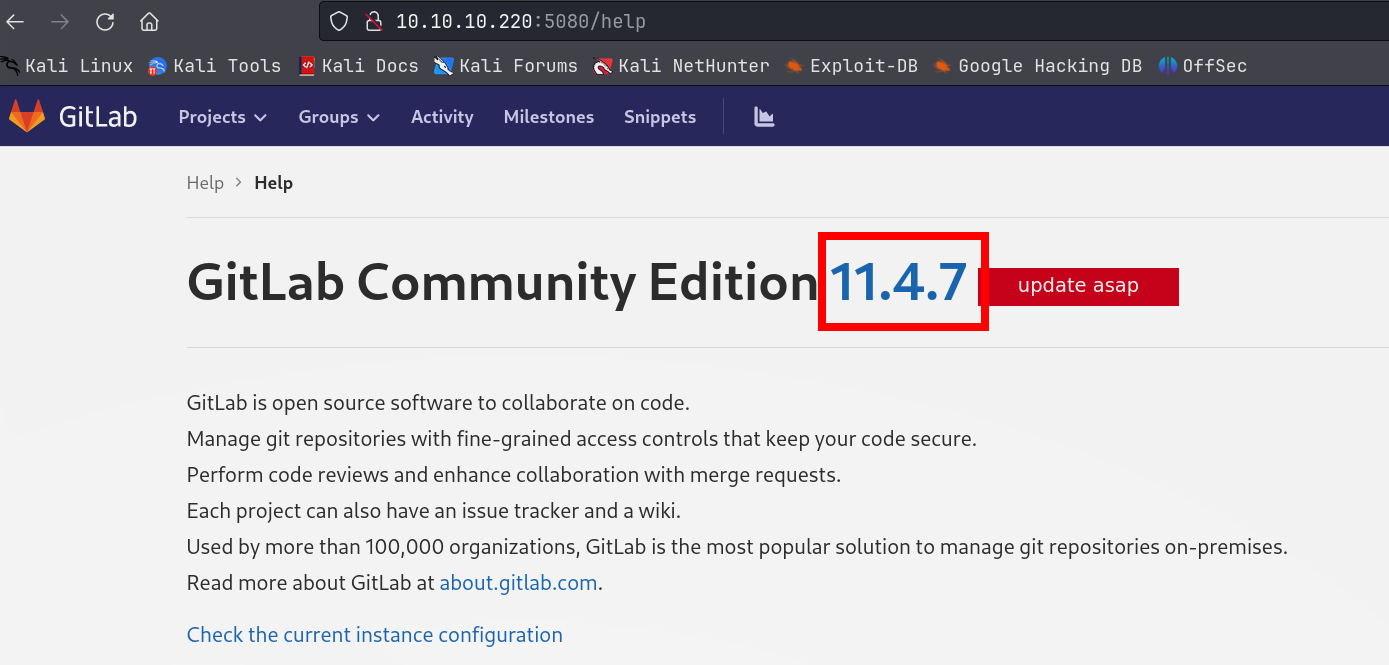 10.10.10.220:5080/help
Kali Linux Kali Tools Kali Docs Kali Forums Kali NetHunter Exploit-DB Google Hacking DB OffSec
GitLab Projects Groups Activity Milestones Snippets
Help > Help
GitLab Community Edition 11.4.7 update asap
GitLab is open source software to collaborate on code.
Manage git repositories with fine-grained access controls that keep your code secure.
Perform code reviews and enhance collaboration with merge requests.
Each project can also have an issue tracker and a wiki.
Used by more than 100,000 organizations, GitLab is the most popular solution to manage git repositories on-premises.
Read more about GitLab at about.gitlab.com.
Check the current instance configuration